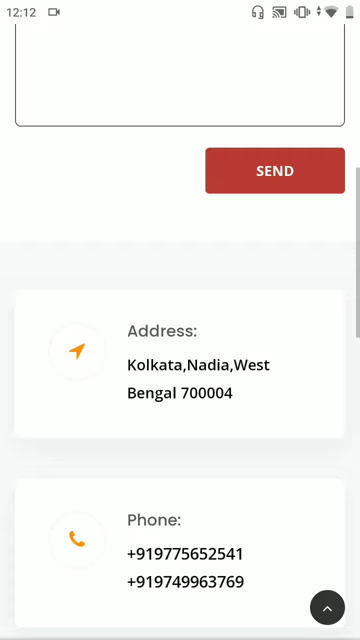 12:12
SEND
Address:
Kolkata,Nadia,West
Bengal 700004
Phone:
+919775652541
+919749963769